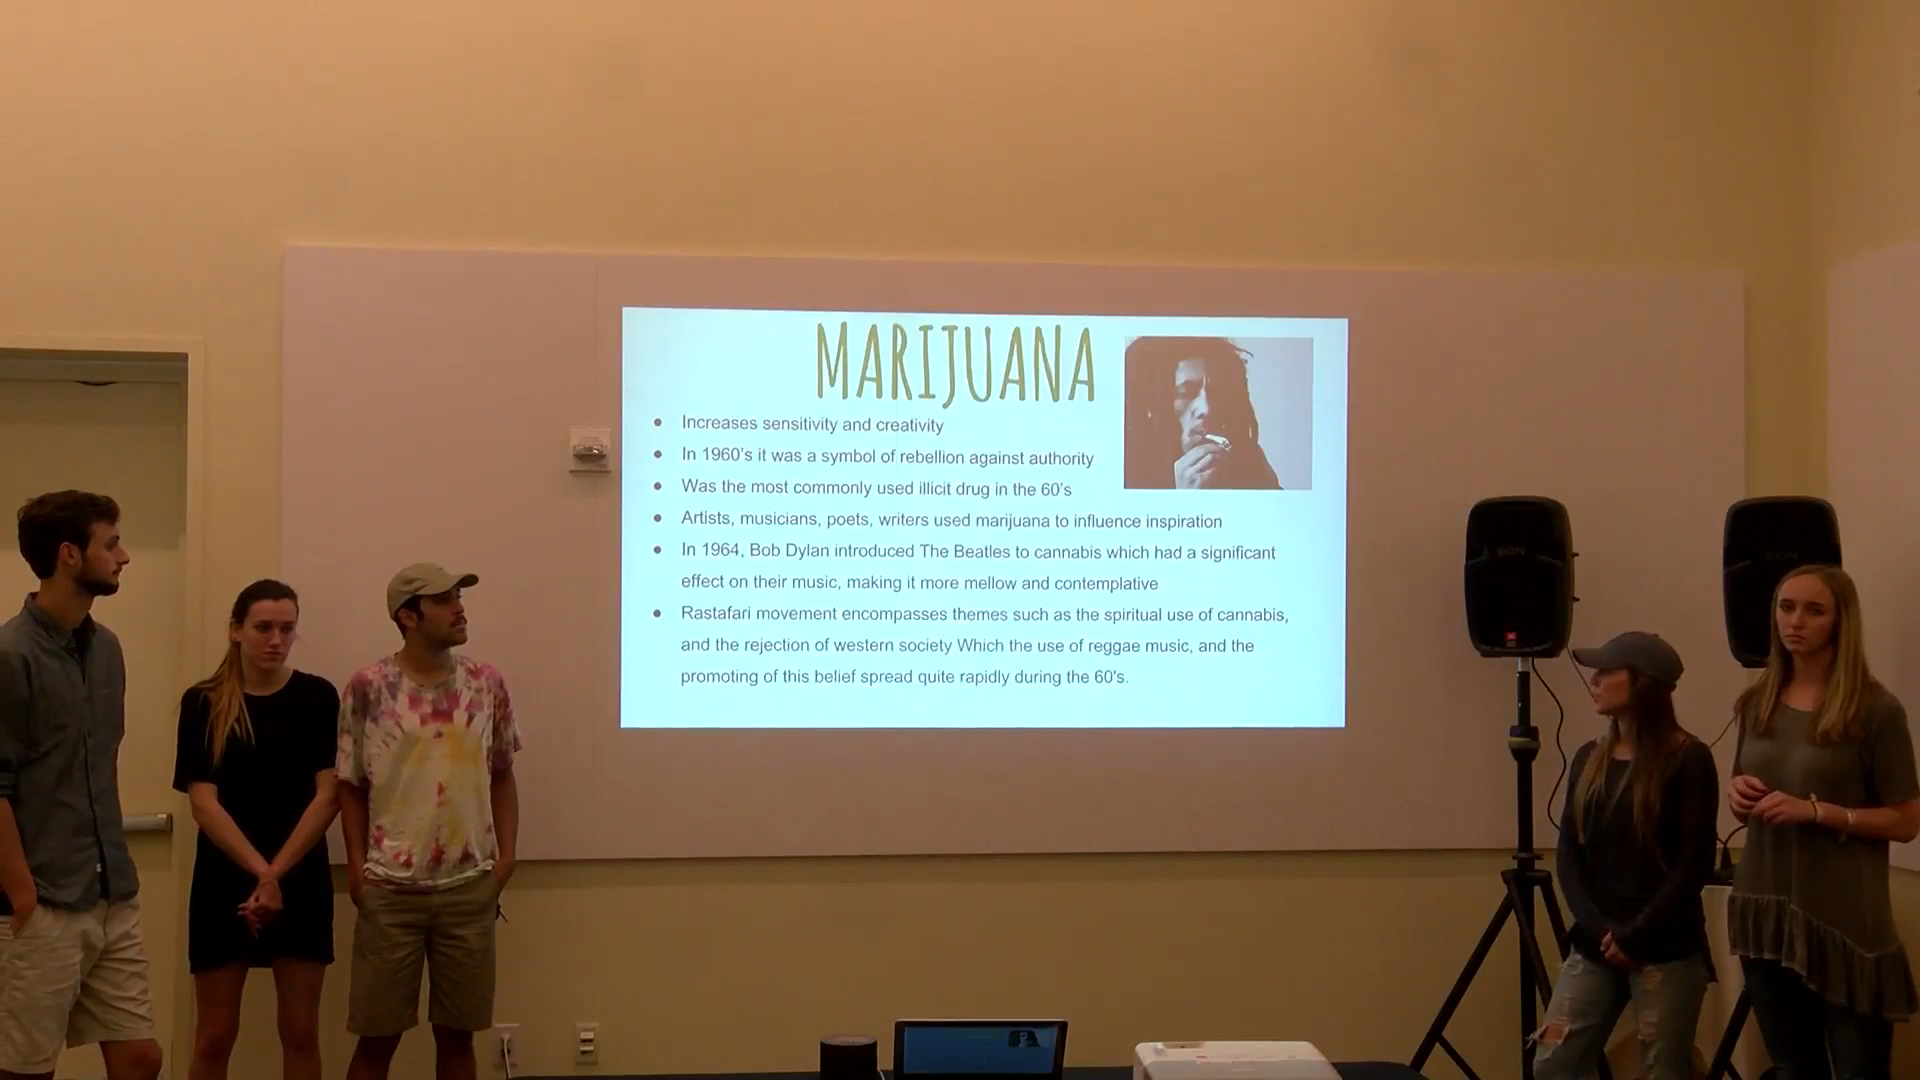 MARIJUANA
● Increases sensitivity and creativity
● In 1960's it was a symbol of rebellion against authority
● Was the most commonly used illicit drug in the 60's
● Artists, musicians, poets, writers used marijuana to influence inspiration
● In 1964, Bob Dylan introduced The Beatles to cannabis which had a significant
effect on their music, making it more mellow and contemplative
● Rastafari movement encompasses themes such as the spiritual use of cannabis,
and the rejection of western society Which the use of reggae music, and the
promoting of this belief spread quite rapidly during the 60's.
EON